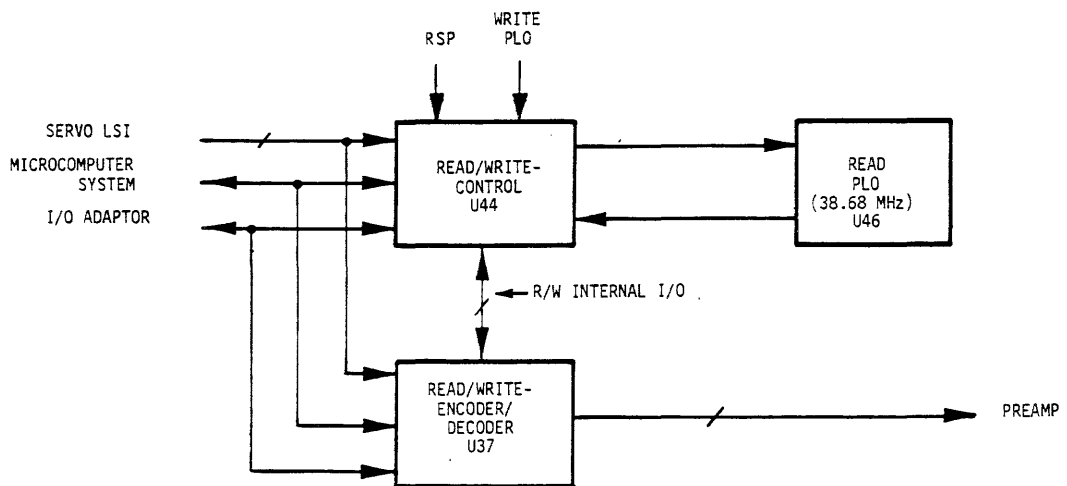 WRITE
PLO
RSP
SERVO LSI
MICROCOMPUTER
SYSTEM
I/O ADAPTOR
READ/WRITE-
CONTROL
U44
READ
PLO
(38.68 MHz)
U46
R/W INTERNAL I/O
READ/WRITE-
ENCODER/
DECODER
U37
PREAMP